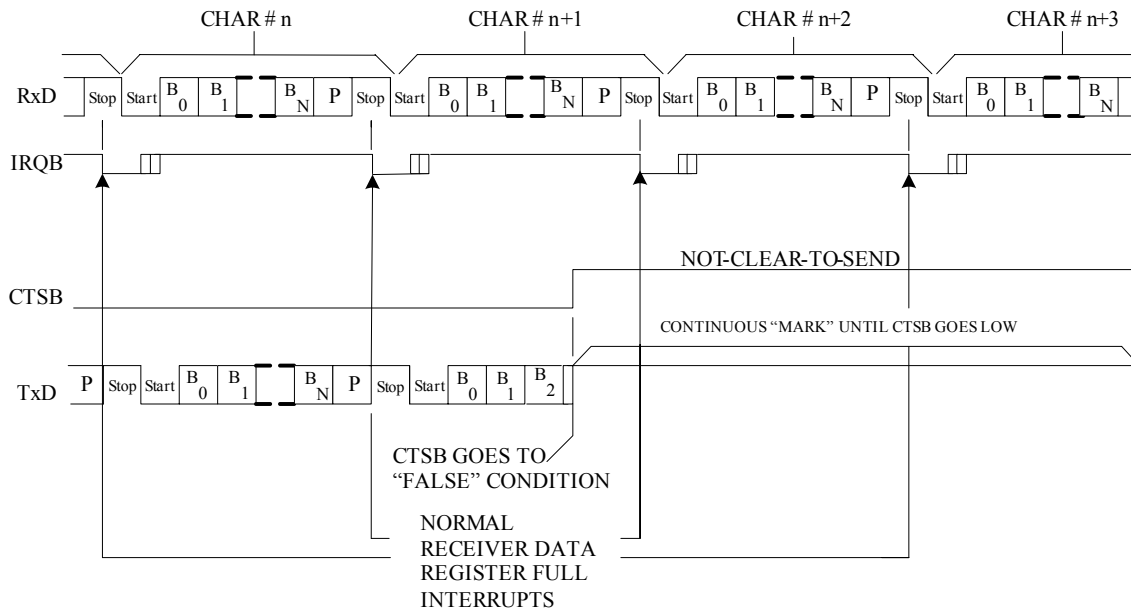 CHAR # n CHAR # n+1 CHAR # n+2 CHAR # n+3
RxD Stop Start B0 B1 BN P Stop Start B0 B1 BN P Stop Start B0 B1 BN P Stop Start B0 B1 BN
IRQB
NOT-CLEAR-TO-SEND
CTSB
CONTINUOUS “MARK” UNTIL CTSB GOES LOW
TxD P Stop Start B0 B1 BN P Stop Start B0 B1 B2
CTSB GOES TO
“FALSE” CONDITION
NORMAL
RECEIVER DATA
REGISTER FULL
INTERRUPTS